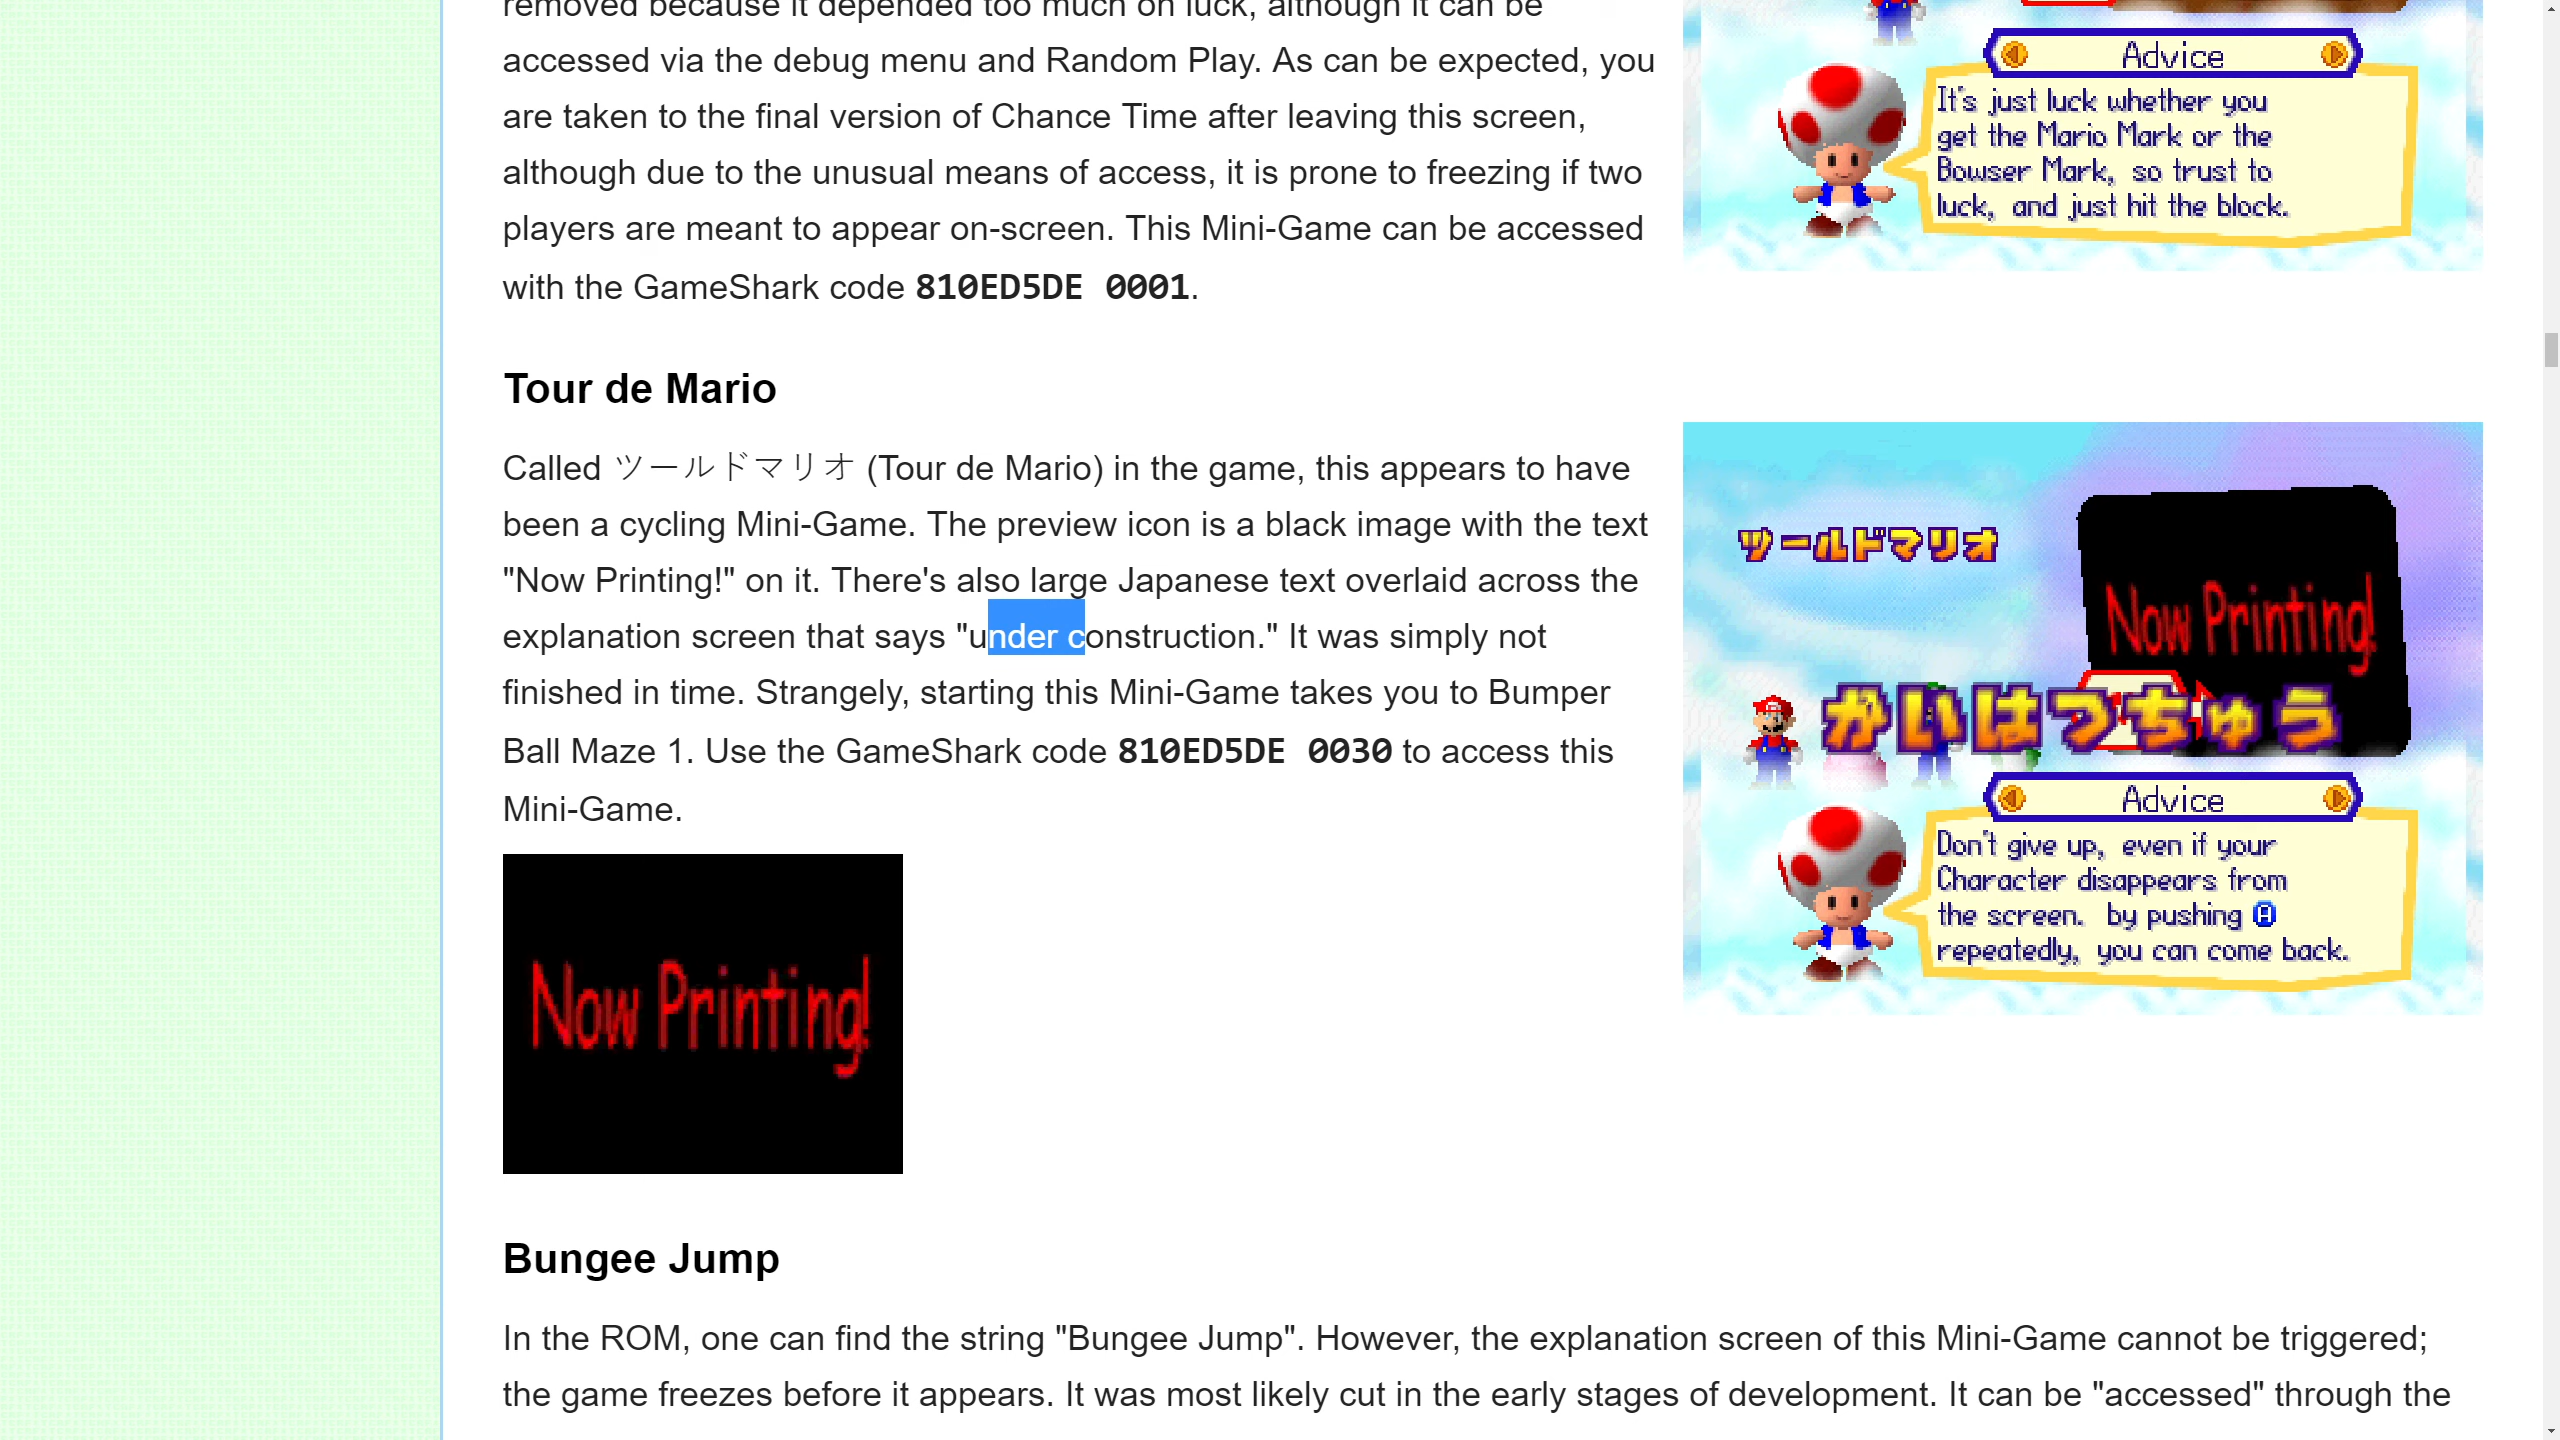 removed because it depended too much on luck, although it can be
accessed via the debug menu and Random Play. As can be expected, you
are taken to the final version of Chance Time after leaving this screen,
although due to the unusual means of access, it is prone to freezing if two
players are meant to appear on-screen. This Mini-Game can be accessed
with the GameShark code 810ED5DE 0001.
Advice
It's just luck whether you
get the Mario Mark or the
Bowser Mark, so trust to
luck, and just hit the block.
Tour de Mario
Called ツールドマリオ (Tour de Mario) in the game, this appears to have
been a cycling Mini-Game. The preview icon is a black image with the text
"Now Printing!" on it. There's also large Japanese text overlaid across the
explanation screen that says "under construction." It was simply not
finished in time. Strangely, starting this Mini-Game takes you to Bumper
Ball Maze 1. Use the GameShark code 810ED5DE 0030 to access this
Mini-Game.
ツールドマリオ
Now Printing!
かいはつちゅう
Advice
Don't give up, even if your
Character disappears from
the screen. by pushing A
repeatedly, you can come back.
Now Printing!
Bungee Jump
In the ROM, one can find the string "Bungee Jump". However, the explanation screen of this Mini-Game cannot be triggered;
the game freezes before it appears. It was most likely cut in the early stages of development. It can be "accessed" through the